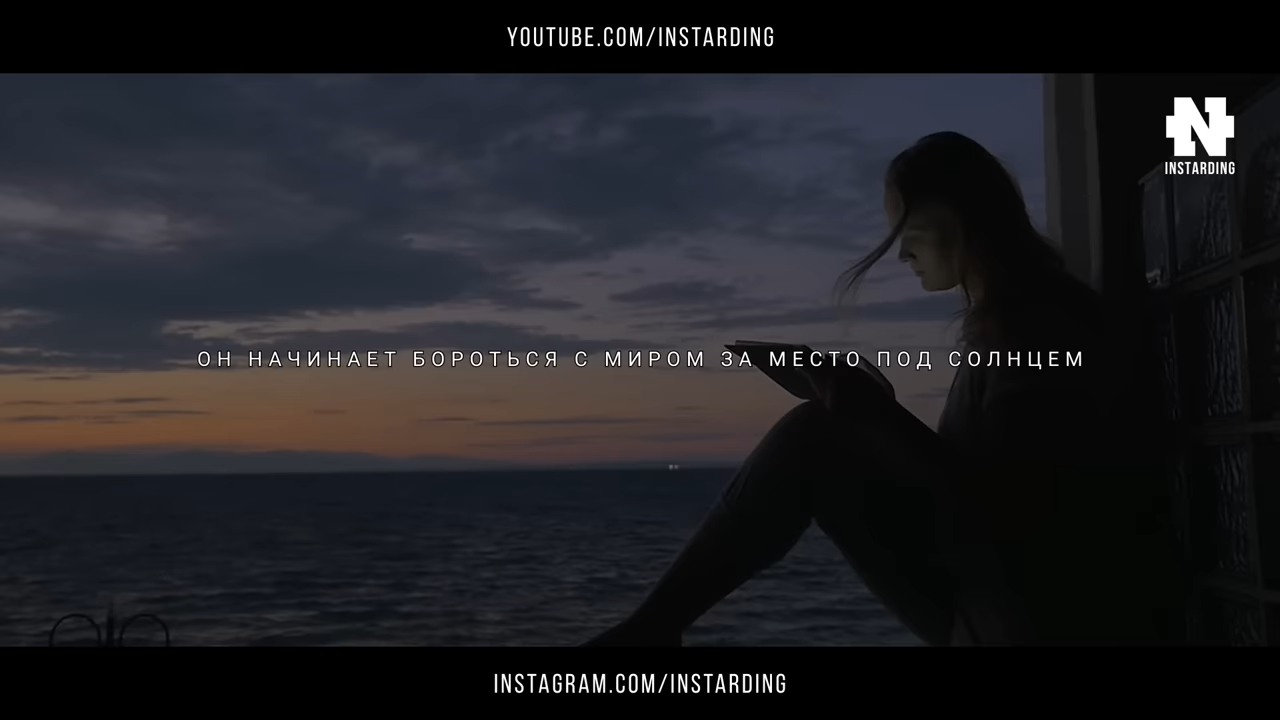 YOUTUBE.COM/INSTARDING
N
INSTARDING
ОН НАЧИНАЕТ БОРОТЬСЯ С МИРОМ ЗА МЕСТО ПОД СОЛНЦЕМ
INSTAGRAM.COM/INSTARDING